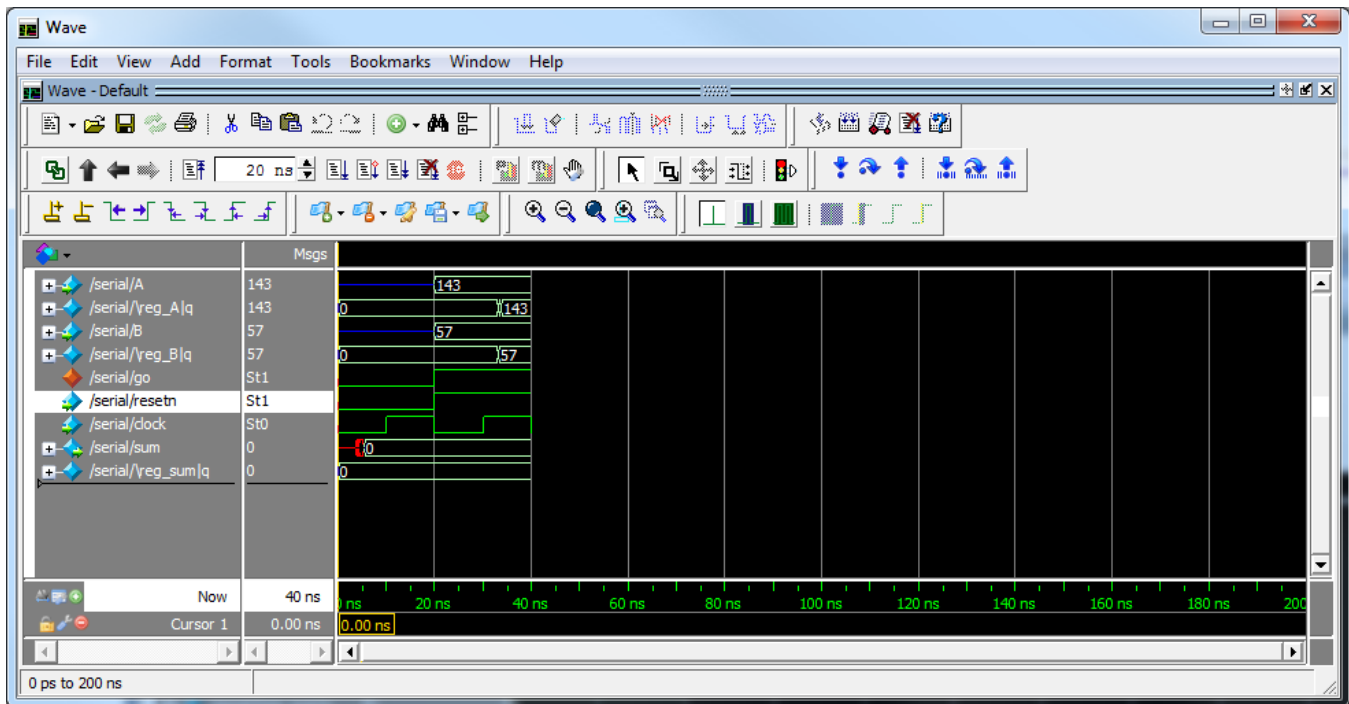 Wave
File Edit View Add Format Tools Bookmarks Window Help
Wave - Default
20 ns
Msgs
/serial/A 143 143
/serial/\reg_A|q 143 0 143
/serial/B 57 57
/serial/\reg_B|q 57 0 57
/serial/go St1
/serial/resetn St1
/serial/clock St0
/serial/sum 0 0
/serial/\reg_sum|q 0 0
Now 40 ns ns 20 ns 40 ns 60 ns 80 ns 100 ns 120 ns 140 ns 160 ns 180 ns 200
Cursor 1 0.00 ns 0.00 ns
0 ps to 200 ns